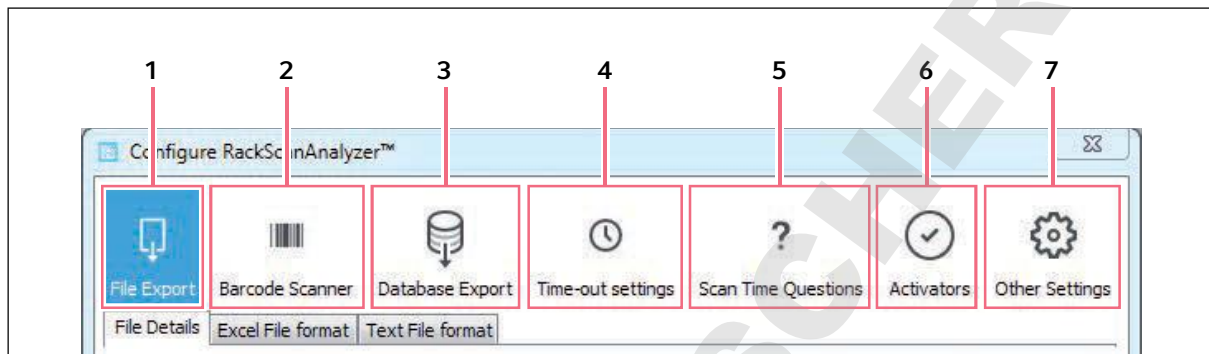 1 2 3 4 5 6 7
Configure RackScanAnalyzer™
?
File Export Barcode Scanner Database Export Time-out settings Scan Time Questions Activators Other Settings
File Details Excel File format Text File format
SCHER